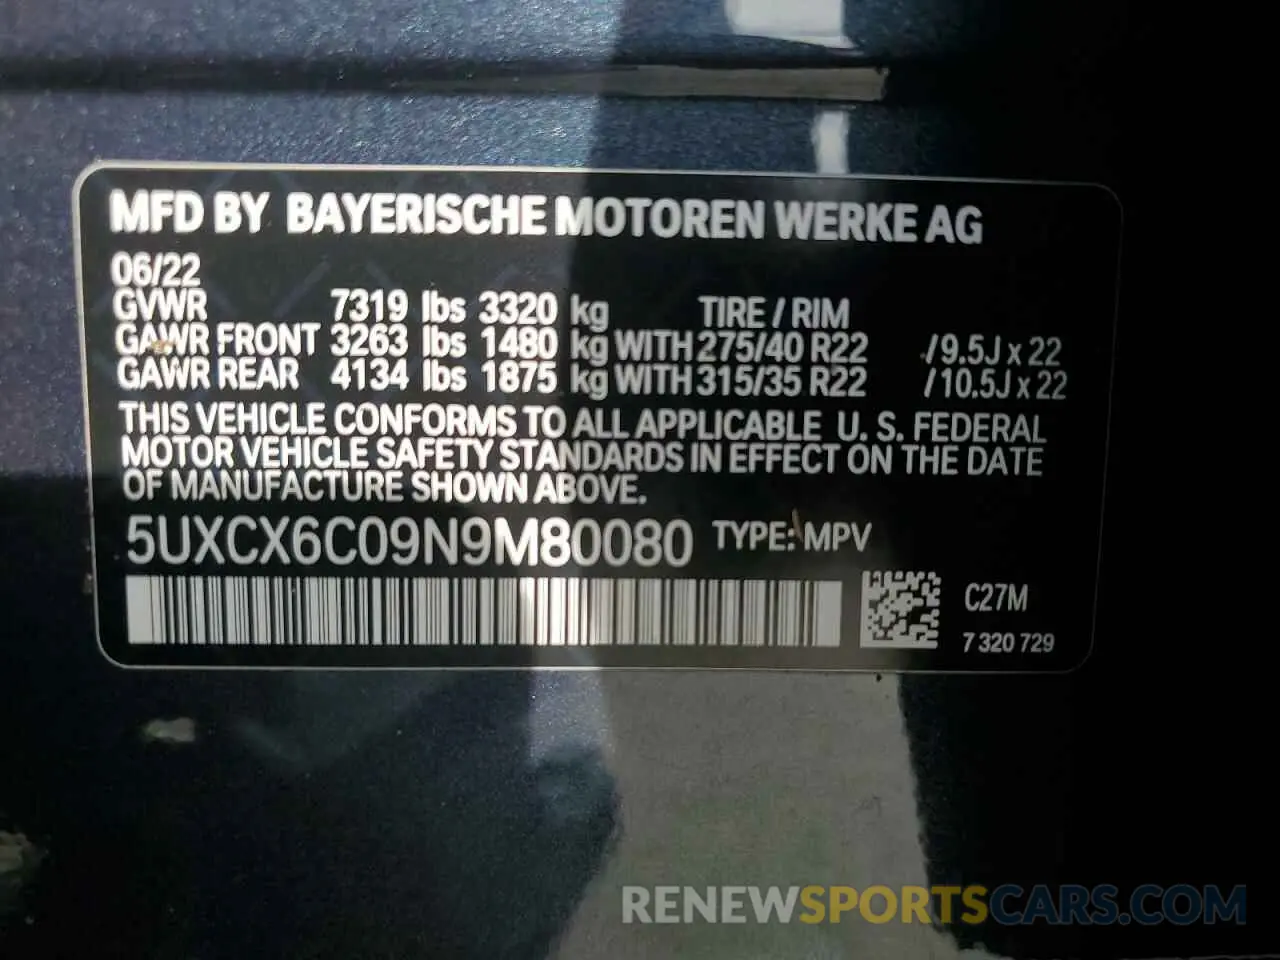 MFD BY BAYERISCHE MOTOREN WERKE AG
06/22
GVWR 7319 lbs 3320 kg TIRE / RIM
GAWR FRONT 3263 lbs 1480 kg WITH 275/40 R22 /9.5J x 22
GAWR REAR 4134 lbs 1875 kg WITH 315/35 R22 /10.5J x 22
THIS VEHICLE CONFORMS TO ALL APPLICABLE U. S. FEDERAL
MOTOR VEHICLE SAFETY STANDARDS IN EFFECT ON THE DATE
OF MANUFACTURE SHOWN ABOVE.
5UXCX6C09N9M80080 TYPE: MPV
C27M
7 320 729
RENEWSPORTSCARS.COM